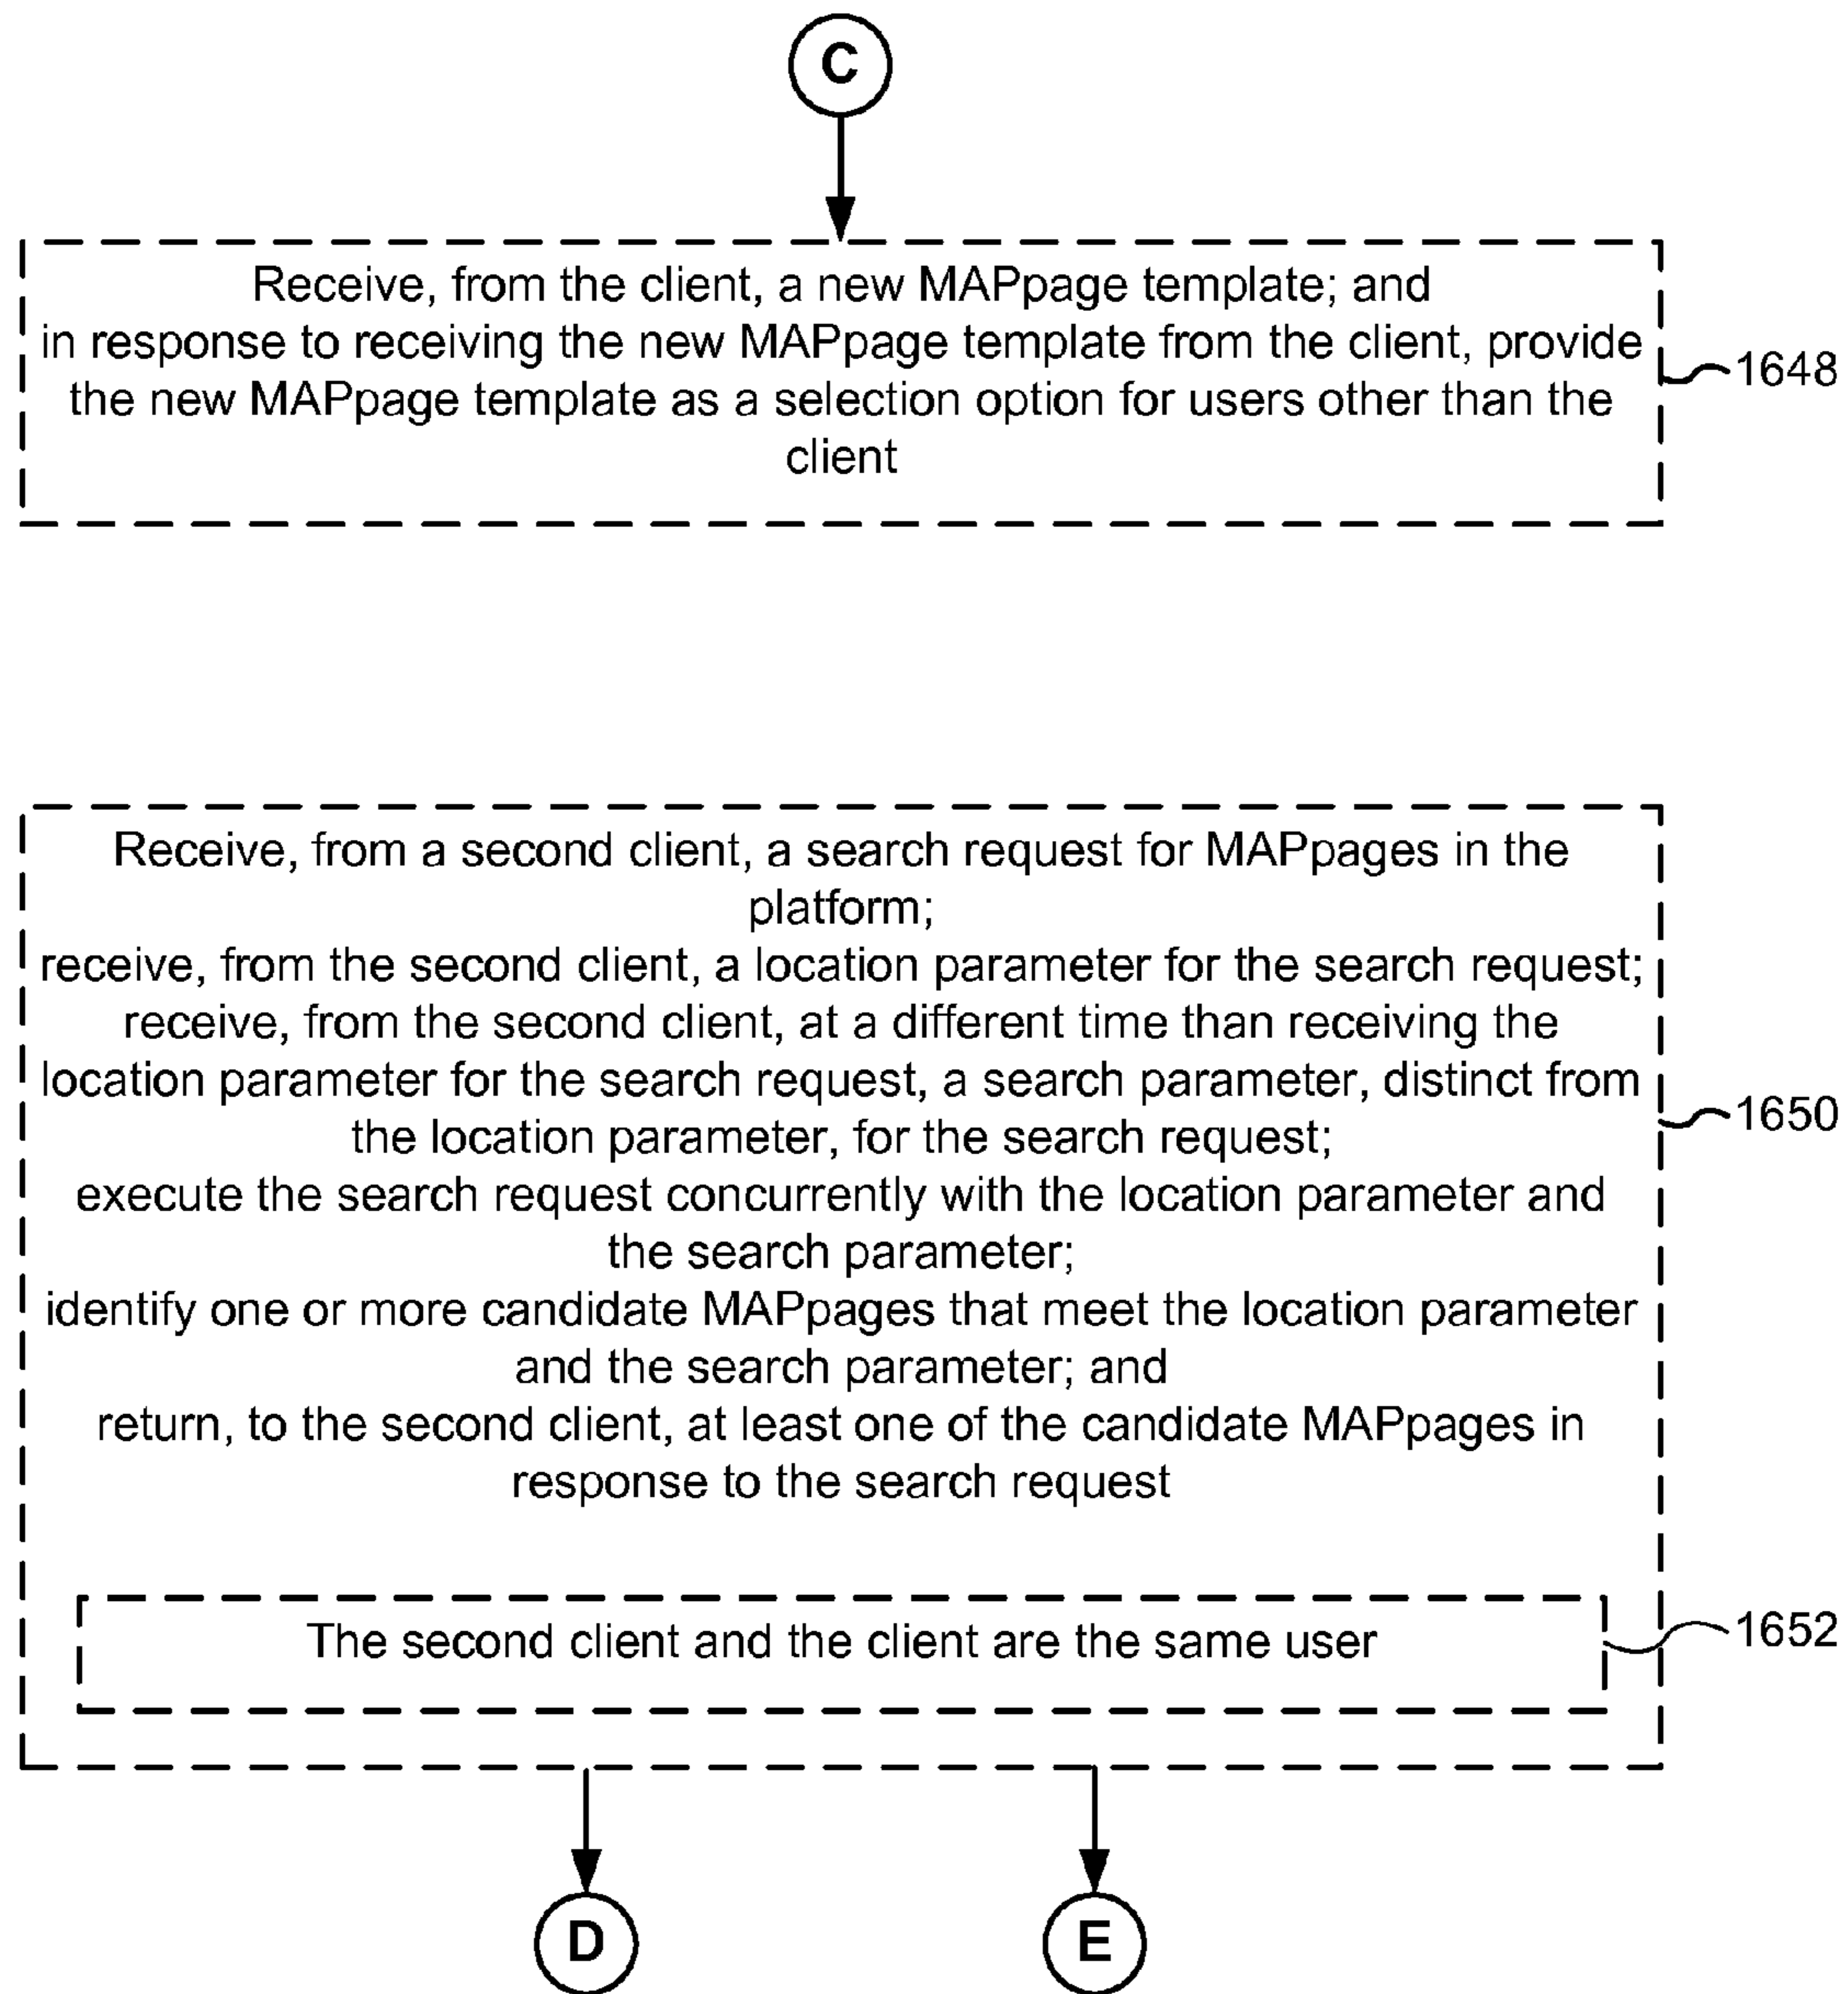 C
Receive, from the client, a new MAPpage template; and
in response to receiving the new MAPpage template from the client, provide
the new MAPpage template as a selection option for users other than the
client
1648
Receive, from a second client, a search request for MAPpages in the
platform;
receive, from the second client, a location parameter for the search request;
receive, from the second client, at a different time than receiving the
location parameter for the search request, a search parameter, distinct from
the location parameter, for the search request;
execute the search request concurrently with the location parameter and
the search parameter;
identify one or more candidate MAPpages that meet the location parameter
and the search parameter; and
return, to the second client, at least one of the candidate MAPpages in
response to the search request
1650
The second client and the client are the same user
1652
D
E